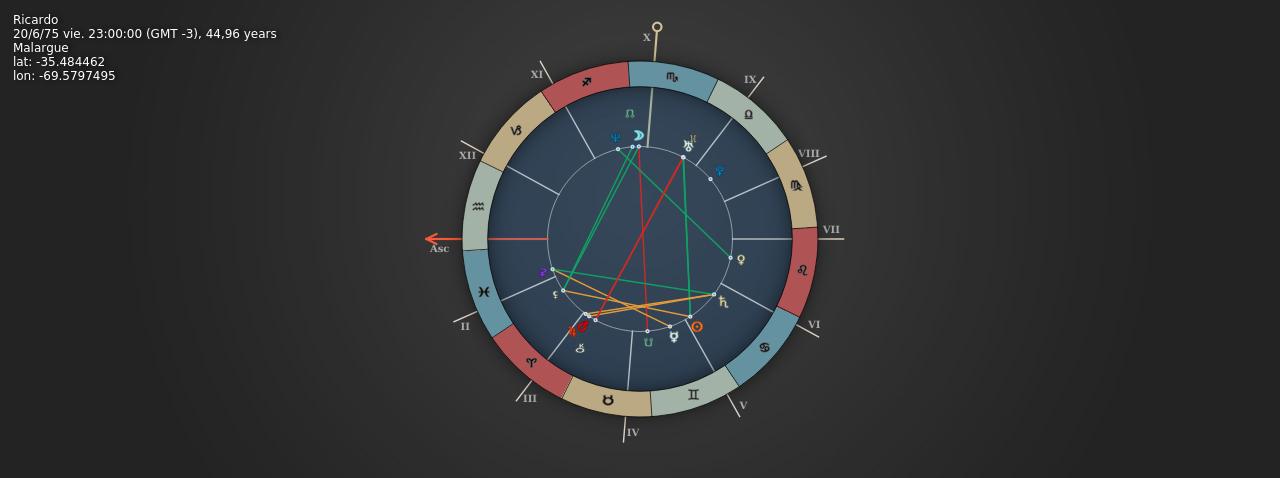 Ricardo
20/6/75 vie. 23:00:00 (GMT -3), 44,96 years
Malargue
lat: -35.484462
lon: -69.5797495
X
XI
IX
XII
VIII
Asc
VII
II
VI
III
V
IV